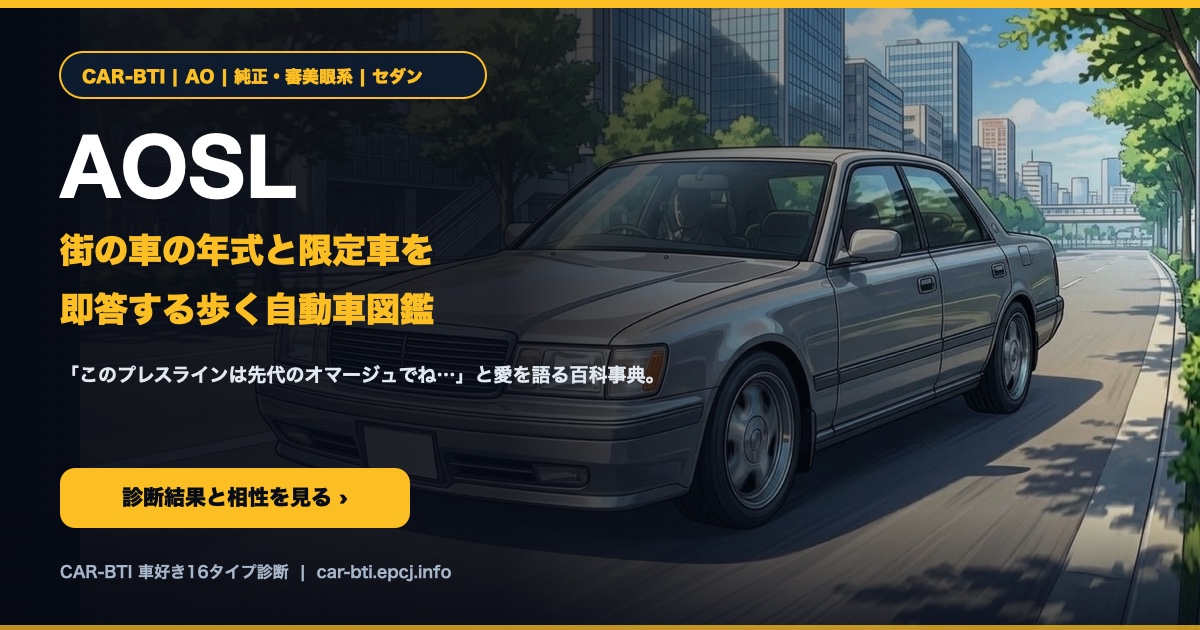 CAR-BTI | AO | 純正・審美眼系 | セダン
AOSL
街の車の年式と限定車を
即答する歩く自動車図鑑
「このプレスラインは先代のオマージュでね…」と愛を語る百科事典。
診断結果と相性を見る ›
CAR-BTI 車好き16タイプ診断 | car-bti.epcj.info